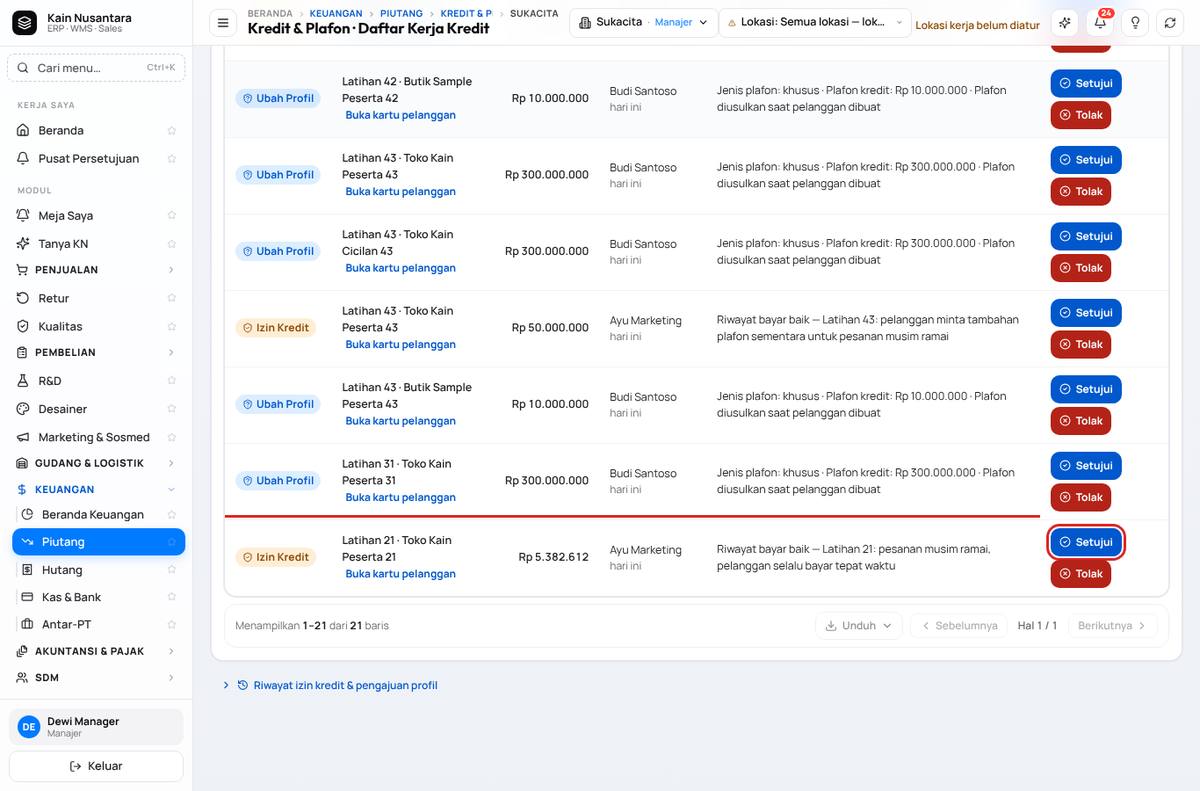 Kain Nusantara
ERP · WMS · Sales
Cari menu...
Ctrl+K
KERJA SAYA
Beranda
Pusat Persetujuan
MODUL
Meja Saya
Tanya KN
PENJUALAN
Retur
Kualitas
PEMBELIAN
R&D
Desainer
Marketing & Sosmed
GUDANG & LOGISTIK
KEUANGAN
Beranda Keuangan
Piutang
Hutang
Kas & Bank
Antar-PT
AKUNTANSI & PAJAK
SDM
DE
Dewi Manager
Manajer
Keluar
BERANDA > KEUANGAN > PIUTANG > KREDIT & P > SUKACITA
Kredit & Plafon · Daftar Kerja Kredit
Sukacita · Manajer
Lokasi: Semua lokasi — lok...
Lokasi kerja belum diatur
24
Ubah Profil
Latihan 42 · Butik Sample
Peserta 42
Buka kartu pelanggan
Rp 10.000.000
Budi Santoso
hari ini
Jenis plafon: khusus · Plafon kredit: Rp 10.000.000 · Plafon
diusulkan saat pelanggan dibuat
Setujui
Tolak
Ubah Profil
Latihan 43 · Toko Kain
Peserta 43
Buka kartu pelanggan
Rp 300.000.000
Budi Santoso
hari ini
Jenis plafon: khusus · Plafon kredit: Rp 300.000.000 · Plafon
diusulkan saat pelanggan dibuat
Setujui
Tolak
Ubah Profil
Latihan 43 · Toko Kain
Cicilan 43
Buka kartu pelanggan
Rp 300.000.000
Budi Santoso
hari ini
Jenis plafon: khusus · Plafon kredit: Rp 300.000.000 · Plafon
diusulkan saat pelanggan dibuat
Setujui
Tolak
Izin Kredit
Latihan 43 · Toko Kain
Peserta 43
Buka kartu pelanggan
Rp 50.000.000
Ayu Marketing
hari ini
Riwayat bayar baik — Latihan 43: pelanggan minta tambahan
plafon sementara untuk pesanan musim ramai
Setujui
Tolak
Ubah Profil
Latihan 43 · Butik Sample
Peserta 43
Buka kartu pelanggan
Rp 10.000.000
Budi Santoso
hari ini
Jenis plafon: khusus · Plafon kredit: Rp 10.000.000 · Plafon
diusulkan saat pelanggan dibuat
Setujui
Tolak
Ubah Profil
Latihan 31 · Toko Kain
Peserta 31
Buka kartu pelanggan
Rp 300.000.000
Budi Santoso
hari ini
Jenis plafon: khusus · Plafon kredit: Rp 300.000.000 · Plafon
diusulkan saat pelanggan dibuat
Setujui
Tolak
Izin Kredit
Latihan 21 · Toko Kain
Peserta 21
Buka kartu pelanggan
Rp 5.382.612
Ayu Marketing
hari ini
Riwayat bayar baik — Latihan 21: pesanan musim ramai,
pelanggan selalu bayar tepat waktu
Setujui
Tolak
Menampilkan 1–21 dari 21 baris
Unduh
Sebelumnya
Hal 1 / 1
Berikutnya
Riwayat izin kredit & pengajuan profil